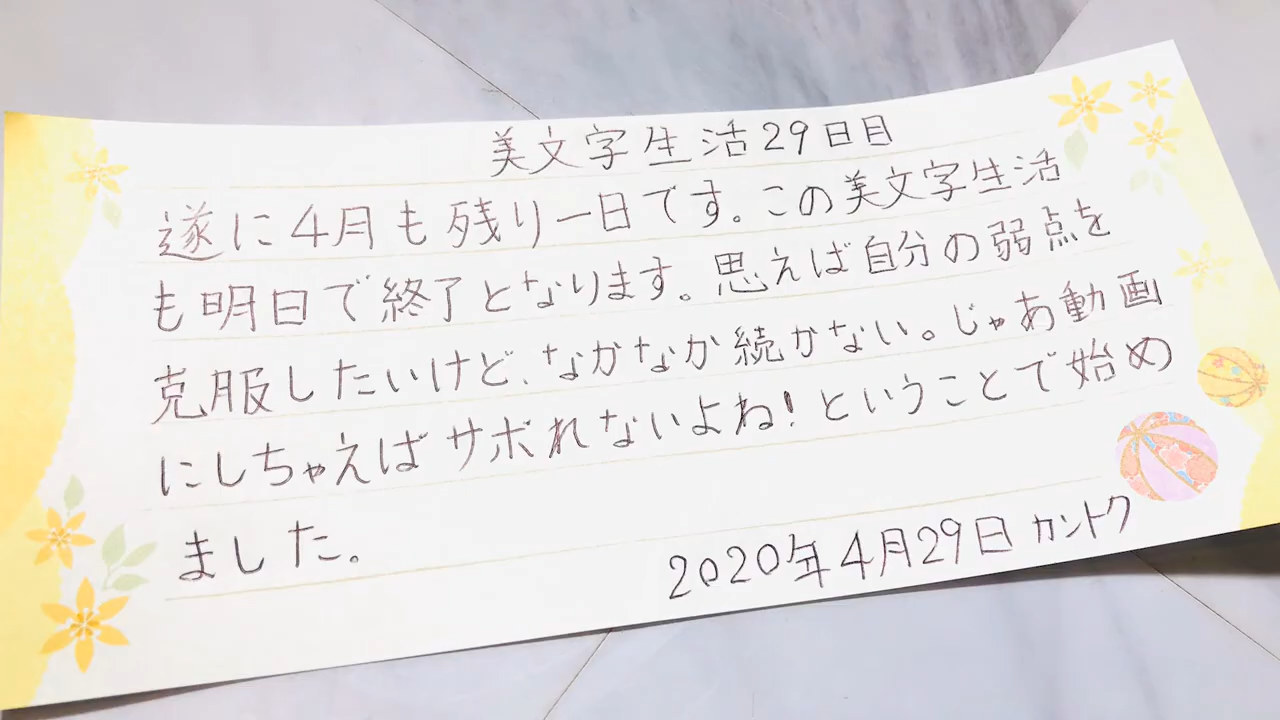 美文字生活29日目
遂に4月も残り一日です。この美文字生活
も明日で終了となります。思えば自分の弱点を
克服したいけど、なかなか続かない。じゃあ動画
にしちゃえばサボれないよね!ということで始め
ました。
2020年4月29日 カントク